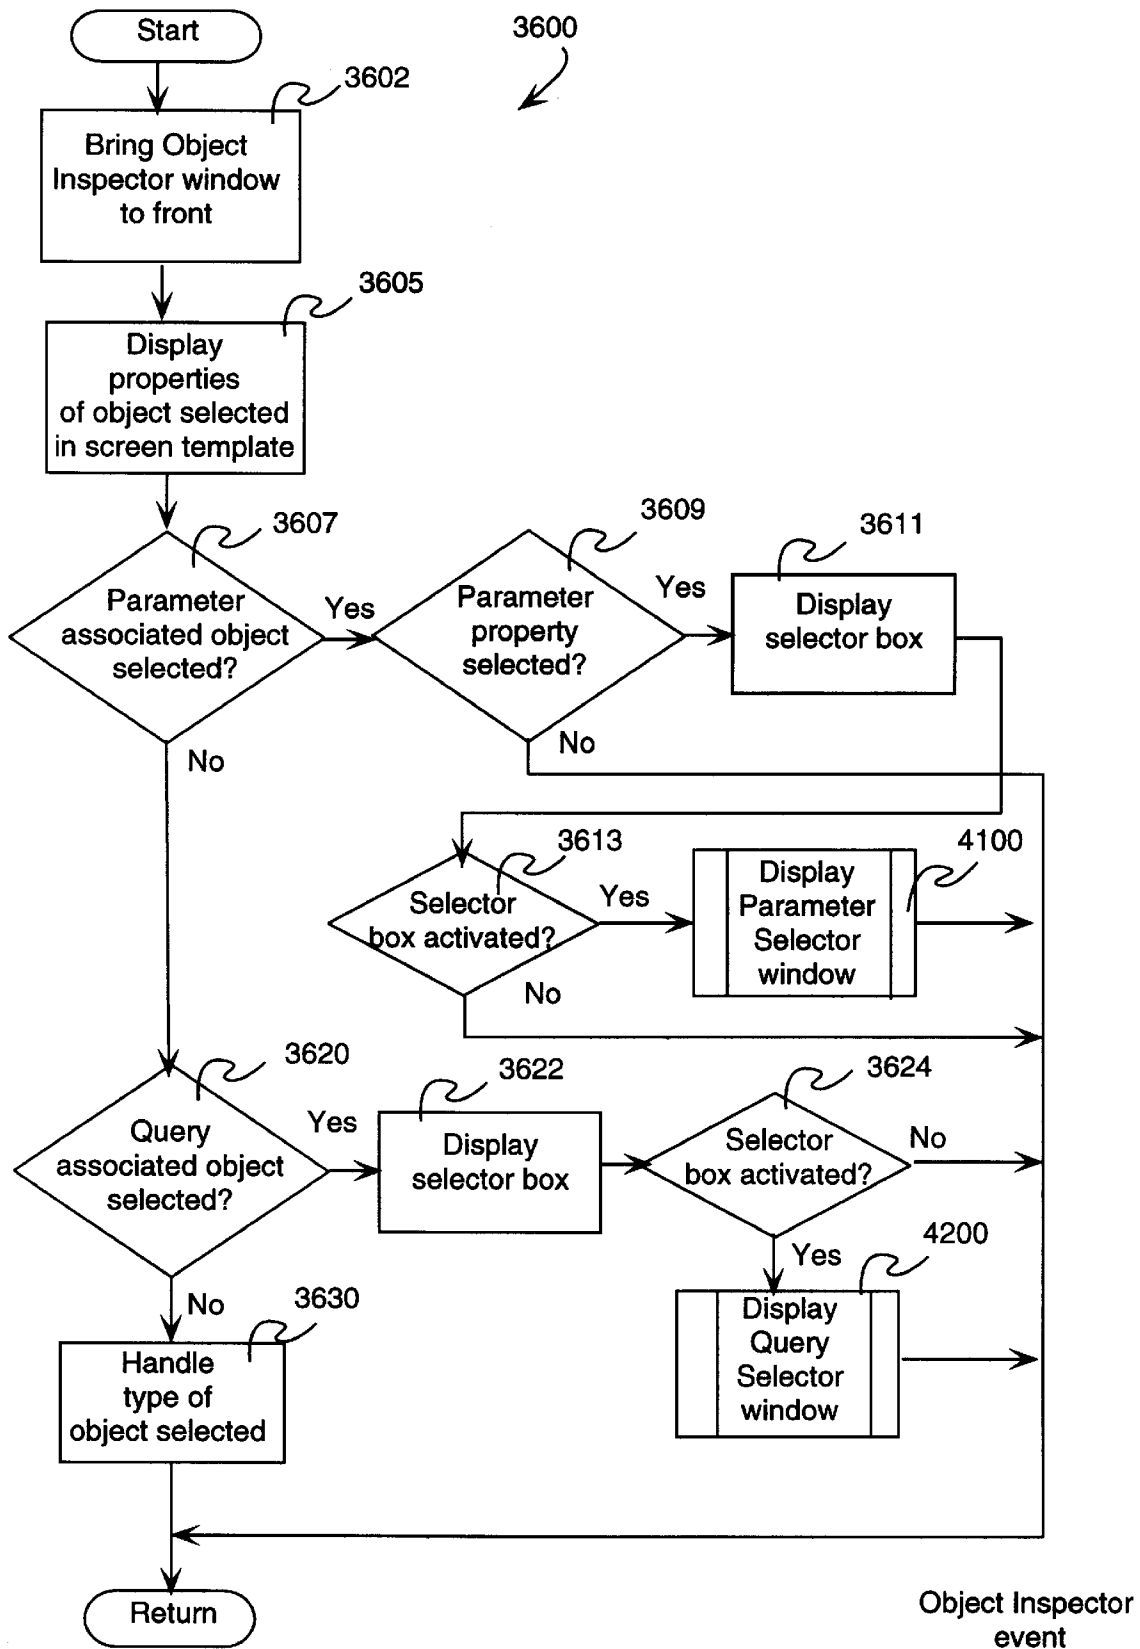 Start
3600
3602
Bring Object
Inspector window
to front
3605
Display
properties
of object selected
in screen template
3607
Parameter
associated object
selected?
Yes
3609
Parameter
property
selected?
Yes
3611
Display
selector box
No
No
3613
Selector
box activated?
Yes
4100
Display
Parameter
Selector
window
No
3620
Query
associated object
selected?
Yes
3622
Display
selector box
3624
Selector
box activated?
No
Yes
4200
Display
Query
Selector
window
No
3630
Handle
type of
object selected
Return
Object Inspector
event